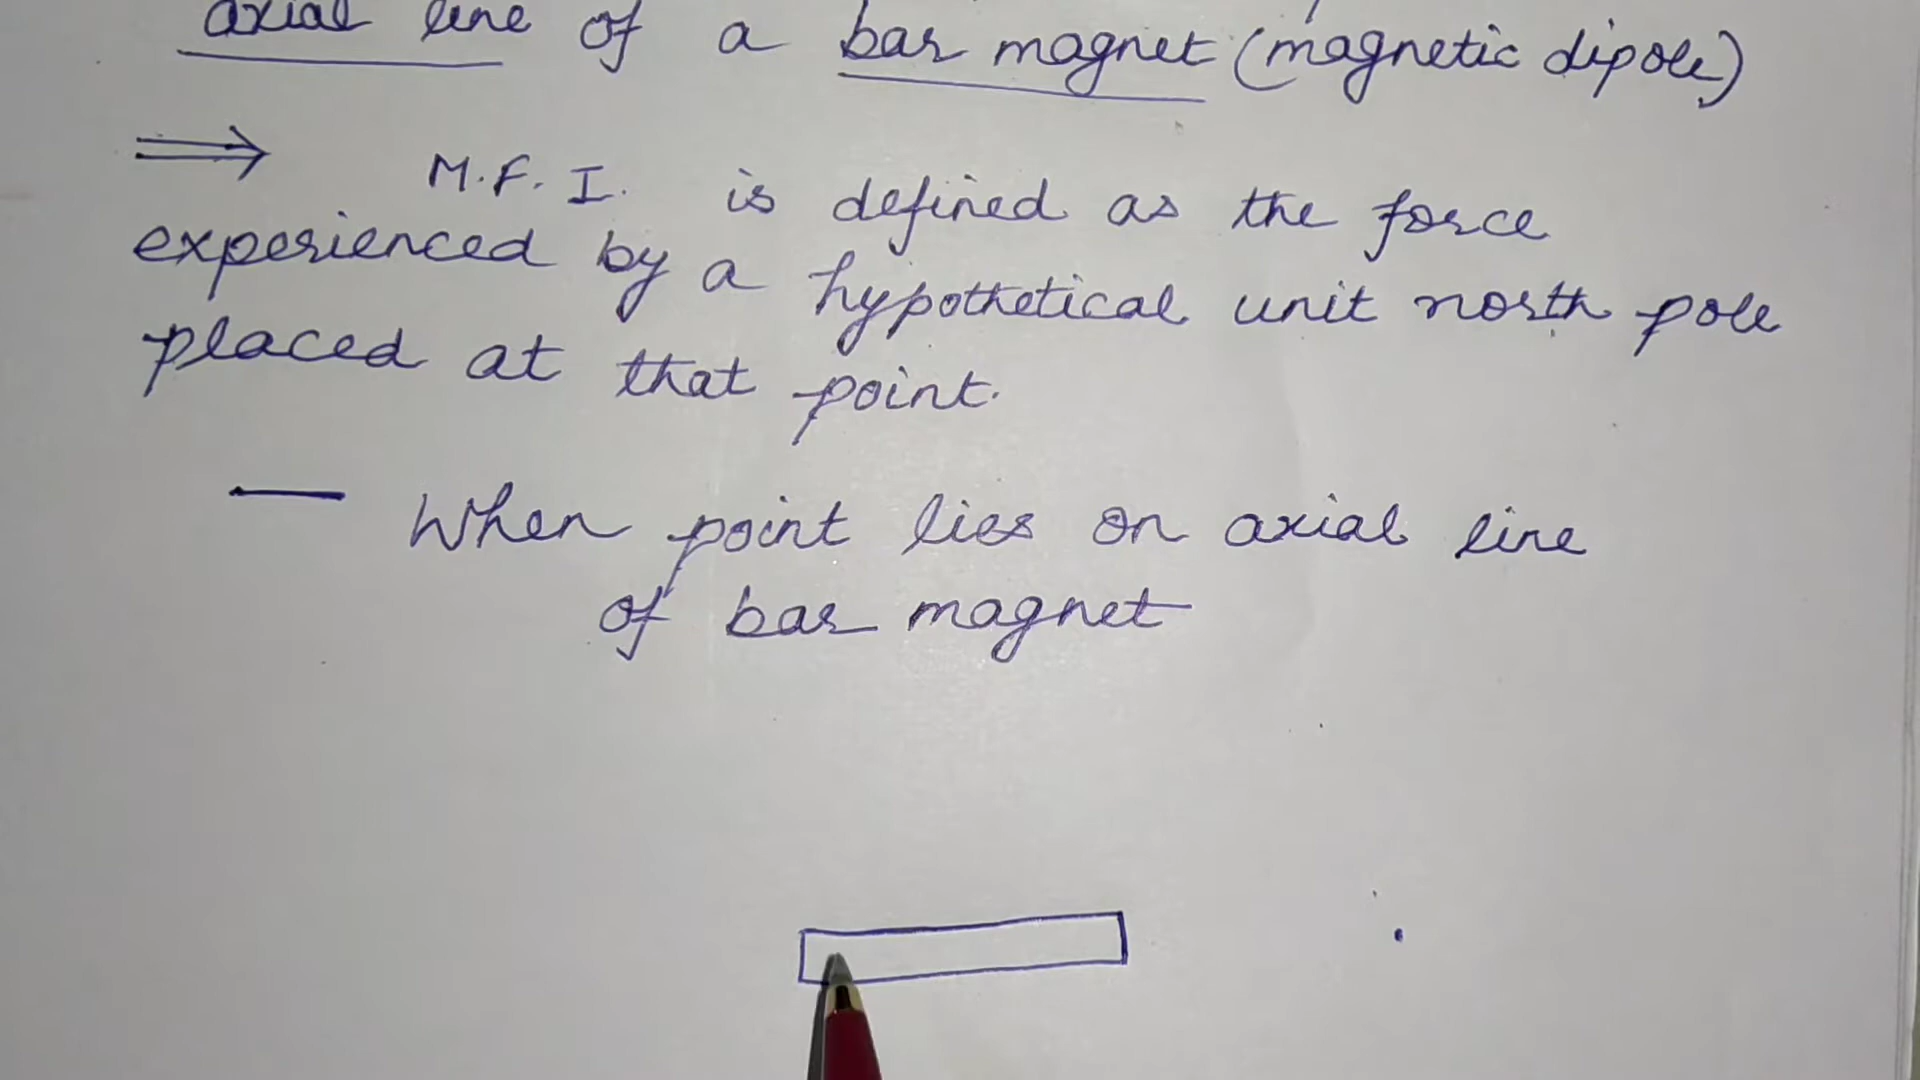 axial line of a bar magnet (magnetic dipole)
⟹ M.F.I. is defined as the force
experienced by a hypothetical unit north pole
placed at that point.
— When point lies on axial line
of bar magnet